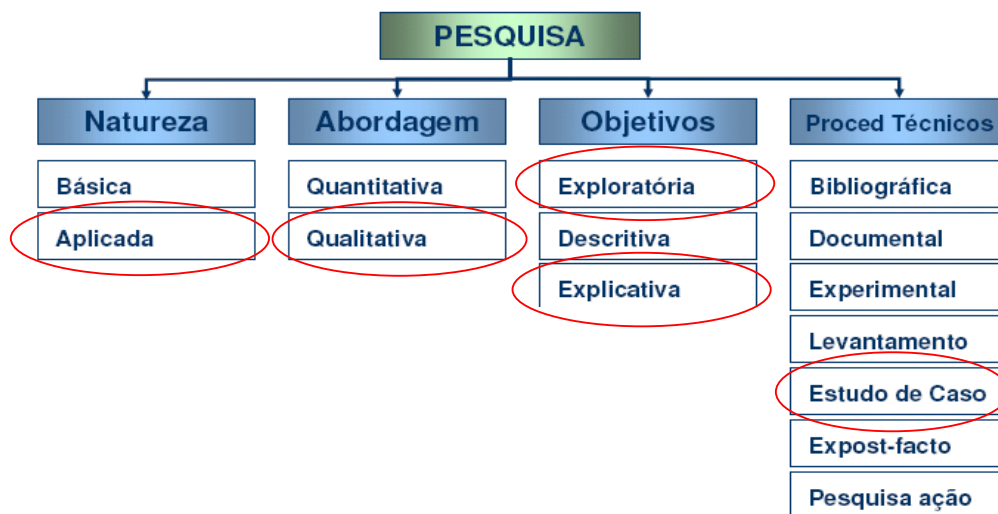 PESQUISA
Natureza
Básica
Aplicada
Abordagem
Quantitativa
Qualitativa
Objetivos
Exploratória
Descritiva
Explicativa
Proced Técnicos
Bibliográfica
Documental
Experimental
Levantamento
Estudo de Caso
Expost-facto
Pesquisa ação